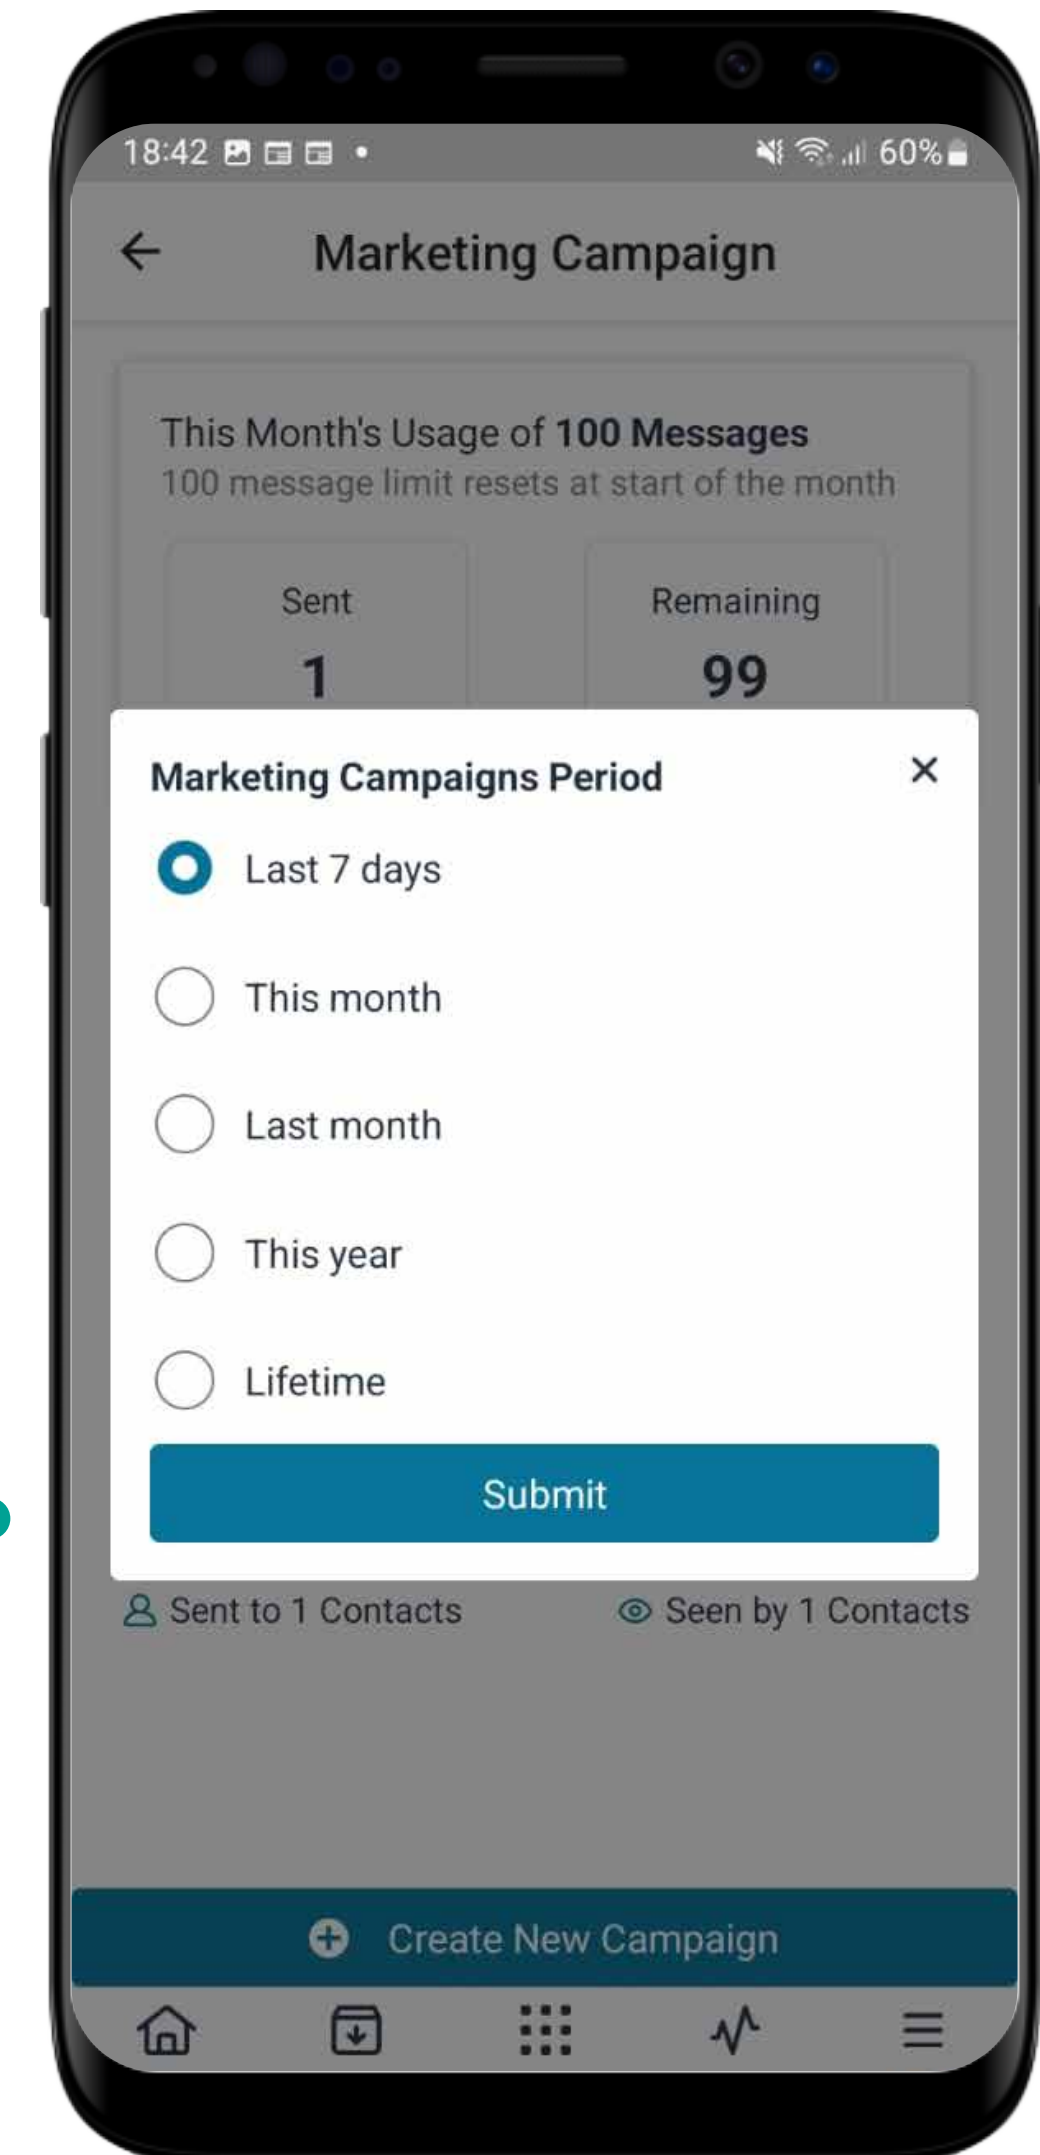 18:42
60%
Marketing Campaign
This Month's Usage of 100 Messages
100 message limit resets at start of the month
Sent
Remaining
1
99
Marketing Campaigns Period
Last 7 days
This month
Last month
This year
Lifetime
Submit
Sent to 1 Contacts
Seen by 1 Contacts
Create New Campaign